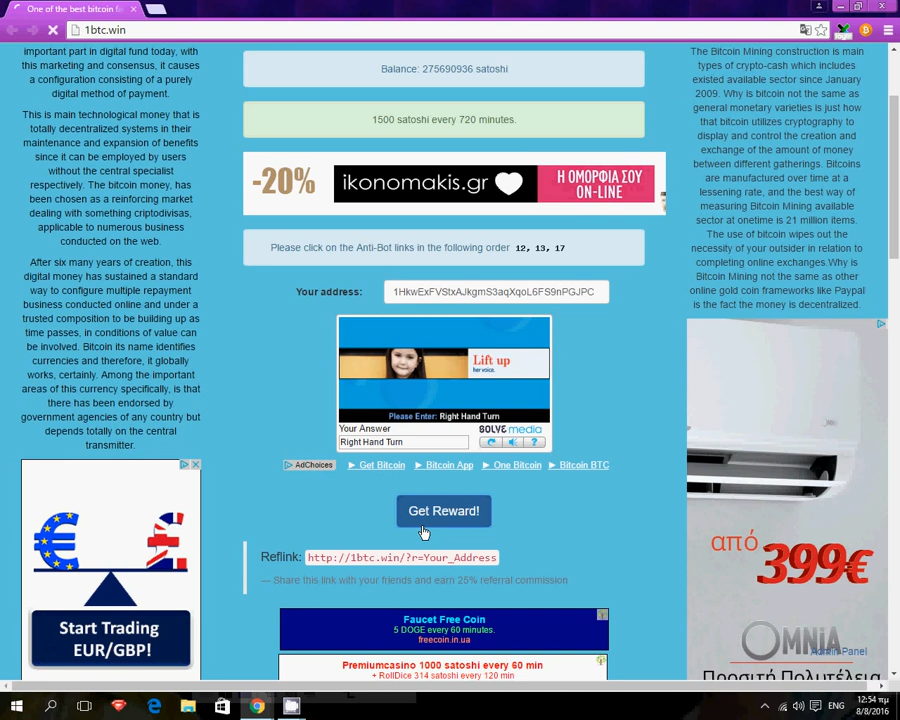 One of the best bitcoin fa
1btc.win
important part in digital fund today, with
this marketing and consensus, it causes
a configuration consisting of a purely
digital method of payment.
This is main technological money that is
totally decentralized systems in their
maintenance and expansion of benefits
since it can be employed by users
without the central specialist
respectively. The bitcoin money, has
been chosen as a reinforcing market
dealing with something criptodivisas,
applicable to numerous business
conducted on the web.
After six many years of creation, this
digital money has sustained a standard
way to configure multiple repayment
business conducted online and under a
trusted composition to be building up as
time passes, in conditions of value can
be involved. Bitcoin its name identifies
currencies and therefore, it globally
works, certainly. Among the important
areas of this currency specifically, is that
there has been endorsed by
government agencies of any country but
depends totally on the central
transmitter.
Start Trading
EUR/GBP!
Balance: 275690936 satoshi
1500 satoshi every 720 minutes.
-20%
ikonomakis.gr
Η ΟΜΟΡΦΙΑ ΣΟΥ
ON-LINE
Please click on the Anti-Bot links in the following order 12, 13, 17
Your address:
1HkwExFVStxAJkgmS3aqXqoL6FS9nPGJPC
Lift up
her voice.
Please Enter: Right Hand Turn
Your Answer
SOLVE media
Right Hand Turn
AdChoices
► Get Bitcoin
► Bitcoin App
► One Bitcoin
► Bitcoin BTC
Get Reward!
Reflink: http://1btc.win/?r=Your_Address
— Share this link with your friends and earn 25% referral commission
Faucet Free Coin
5 DOGE every 60 minutes.
freecoin.in.ua
Premiumcasino 1000 satoshi every 60 min
+ RollDice 314 satoshi every 120 min
The Bitcoin Mining construction is main
types of crypto-cash which includes
existed available sector since January
2009. Why is bitcoin not the same as
general monetary varieties is just how
that bitcoin utilizes cryptography to
display and control the creation and
exchange of the amount of money
between different gatherings. Bitcoins
are manufactured over time at a
lessening rate, and the best way of
measuring Bitcoin Mining available
sector at onetime is 21 million items.
The use of bitcoin wipes out the
necessity of your outsider in relation to
completing online exchanges.Why is
Bitcoin Mining not the same as other
online gold coin frameworks like Paypal
is the fact the money is decentralized.
από
399€
OMNIA
Admin Panel
Προσιτή Πολυτέλεια
ENG
12:54 πμ
8/8/2016